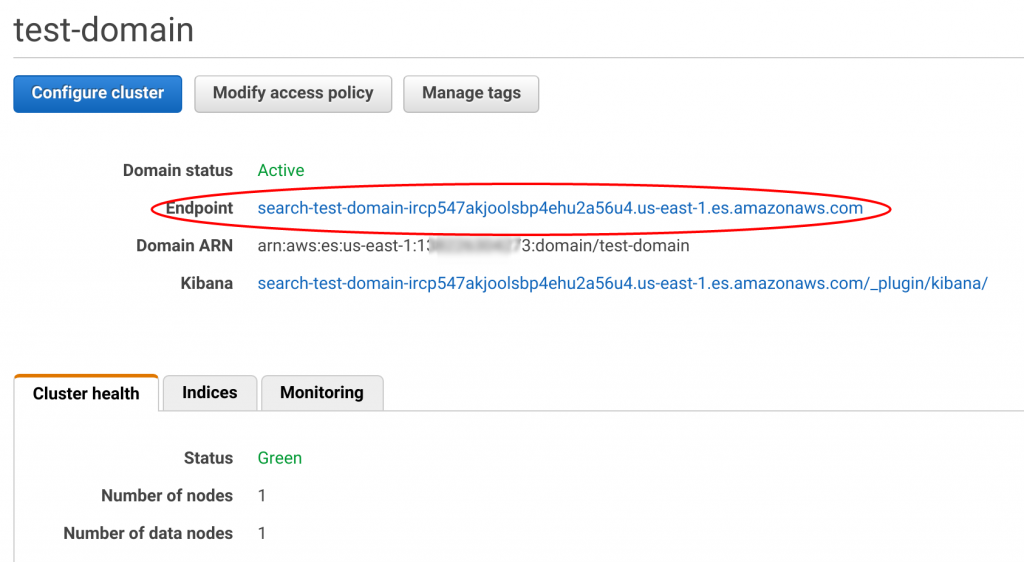 test-domain
Configure cluster Modify access policy Manage tags
Domain status Active
Endpoint search-test-domain-ircp547akjoolsbp4ehu2a56u4.us-east-1.es.amazonaws.com
Domain ARN arn:aws:es:us-east-1:13 3:domain/test-domain
Kibana search-test-domain-ircp547akjoolsbp4ehu2a56u4.us-east-1.es.amazonaws.com/_plugin/kibana/
Cluster health Indices Monitoring
Status Green
Number of nodes 1
Number of data nodes 1